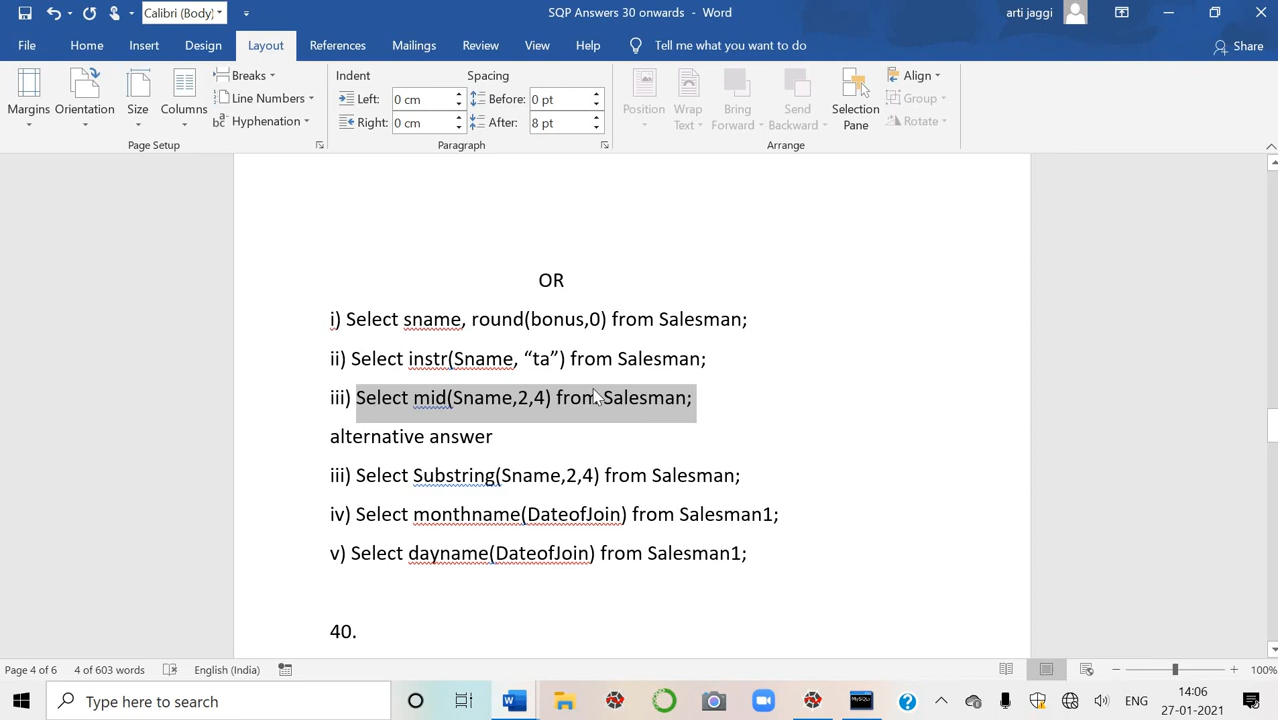 Calibri (Body)
SQP Answers 30 onwards - Word
arti jaggi
File Home Insert Design Layout References Mailings Review View Help Tell me what you want to do Share
Margins Orientation Size Columns
Breaks
Line Numbers
Hyphenation
Page Setup
Indent Spacing
Left: 0 cm Before: 0 pt
Right: 0 cm After: 8 pt
Paragraph
Position
Wrap Text
Bring Forward
Send Backward
Selection Pane
Align
Group
Rotate
Arrange
OR
i) Select sname, round(bonus,0) from Salesman;
ii) Select instr(Sname, “ta”) from Salesman;
iii) Select mid(Sname,2,4) from Salesman;
alternative answer
iii) Select Substring(Sname,2,4) from Salesman;
iv) Select monthname(DateofJoin) from Salesman1;
v) Select dayname(DateofJoin) from Salesman1;
40.
Page 4 of 6 4 of 603 words English (India) 100%
Type here to search
ENG
14:06
27-01-2021